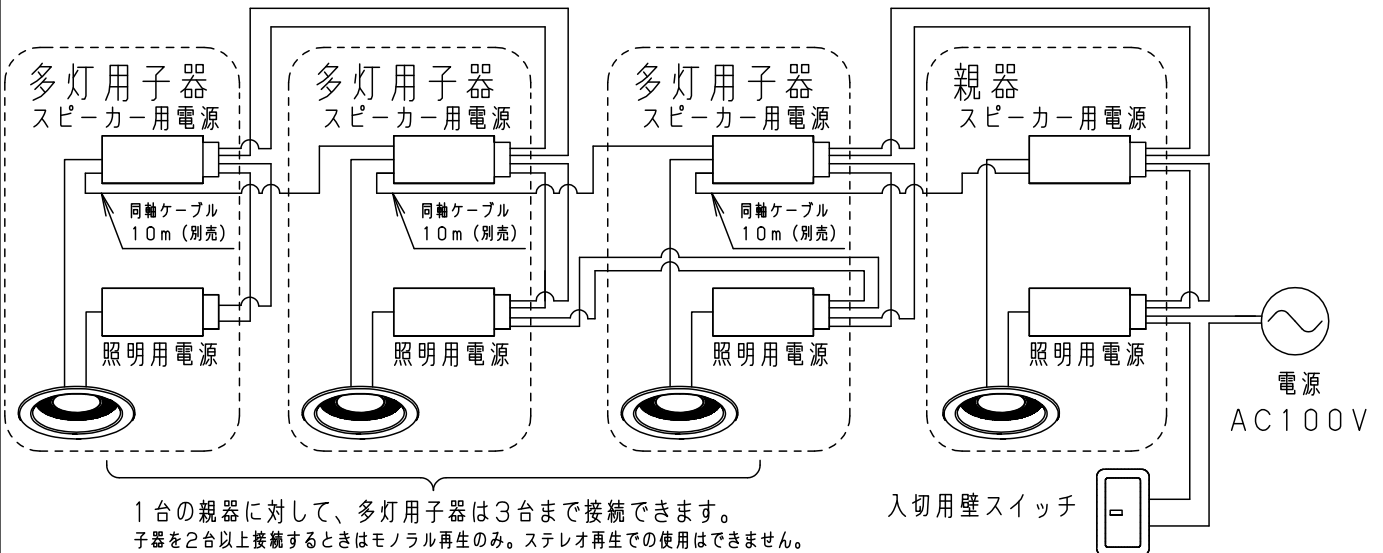 多灯用子器
スピーカー用電源
同軸ケーブル
10m（別売）
照明用電源
多灯用子器
スピーカー用電源
同軸ケーブル
10m（別売）
照明用電源
多灯用子器
スピーカー用電源
同軸ケーブル
10m（別売）
照明用電源
親器
スピーカー用電源
照明用電源
電源
AC100V
1台の親器に対して、多灯用子器は3台まで接続できます。
子器を2台以上接続するときはモノラル再生のみ。ステレオ再生での使用はできません。
入切用壁スイッチ